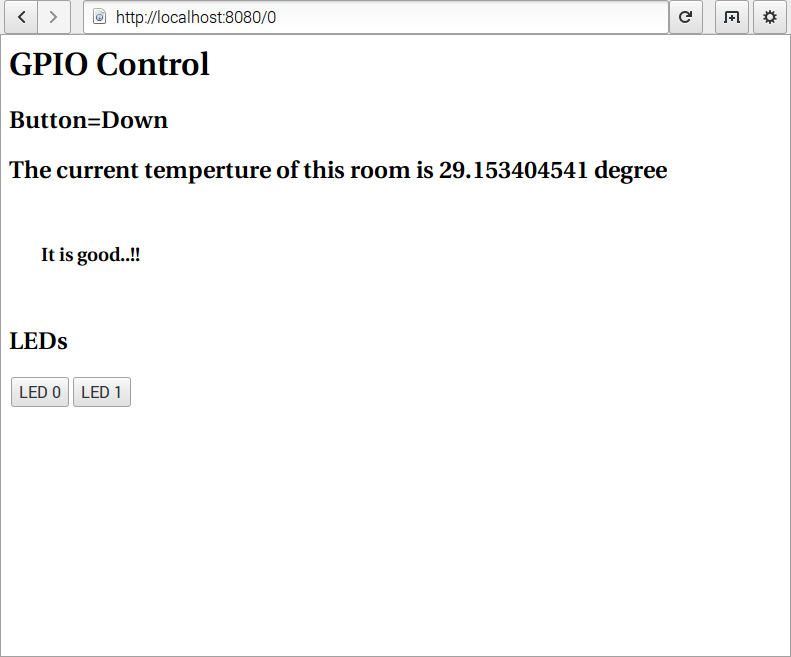 http://localhost:8080/0
GPIO Control
Button=Down
The current temperture of this room is 29.153404541 degree
It is good..!!
LEDs
LED 0 LED 1